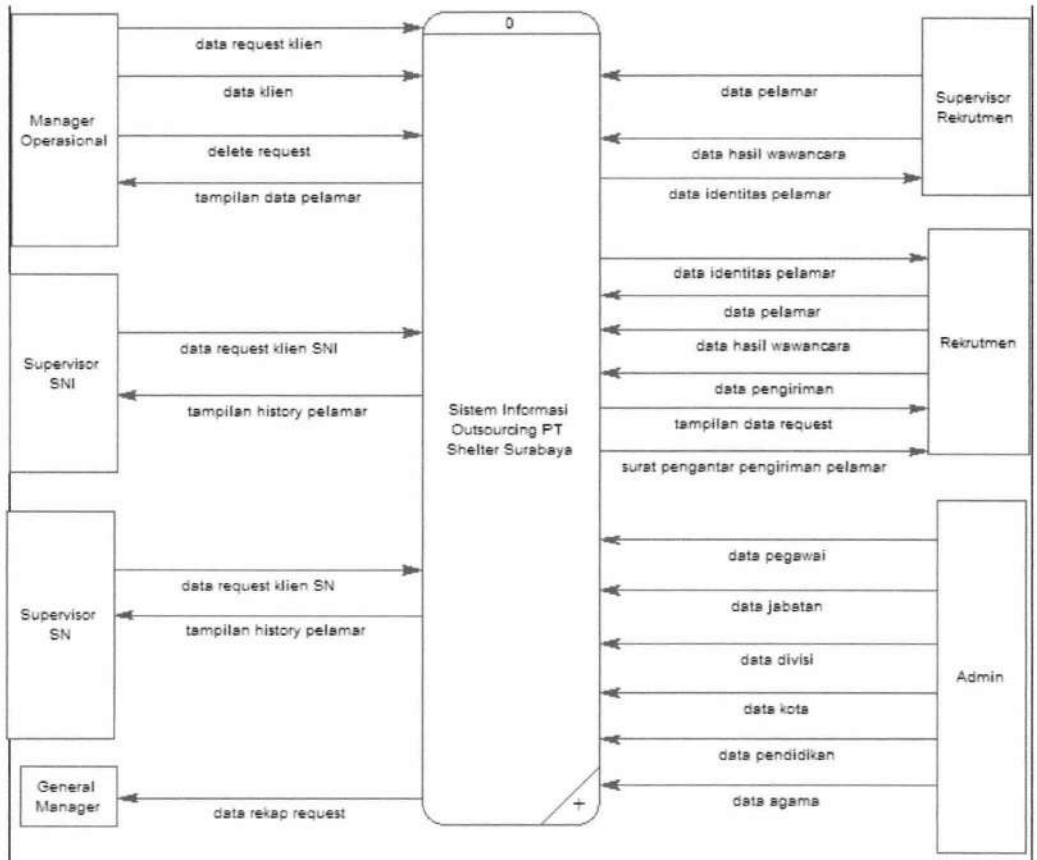 0
data request klien
data klien
delete request
tampilan data pelamar
Manager
Operasional
data request klien SNI
tampilan history pelamar
Supervisor
SNI
data request klien SN
tampilan history pelamar
Supervisor
SN
data rekap request
General
Manager
Sistem Informasi
Outsourcing PT
Shelter Surabaya
+
data pelamar
data hasil wawancara
data identitas pelamar
Supervisor
Rekrutmen
data identitas pelamar
data pelamar
data hasil wawancara
data pengiriman
tampilan data request
surat pengantar pengiriman pelamar
Rekrutmen
data pegawai
data jabatan
data divisi
data kota
data pendidikan
data agama
Admin